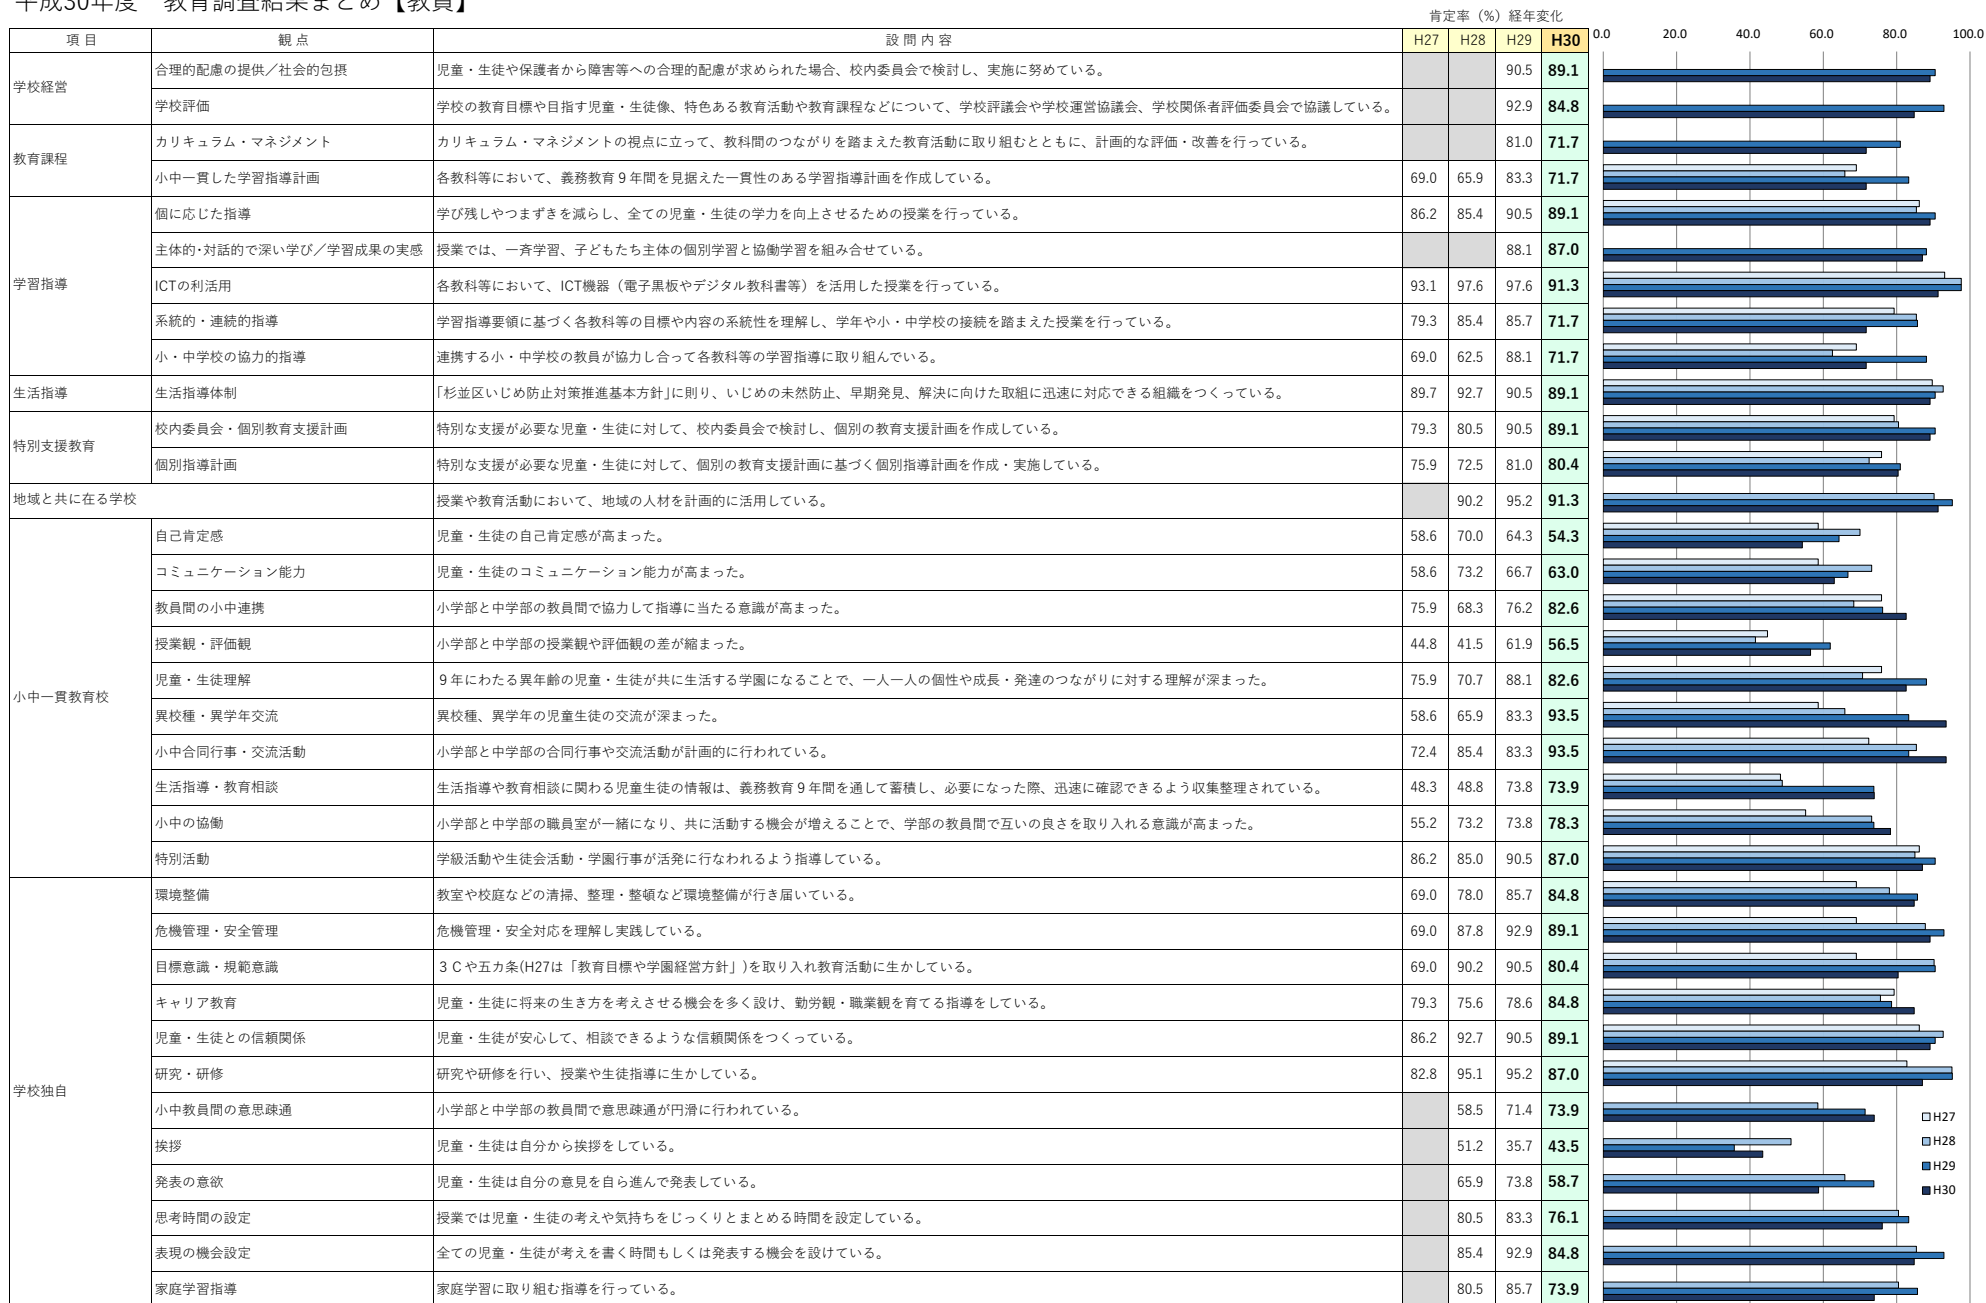 平成30年度　教育調査結果まとめ【教員】
肯定率（%）経年変化
項 目 観 点 設 問 内 容 H27 H28 H29 H30 0.0 20.0 40.0 60.0 80.0 100.0
学校経営
合理的配慮の提供／社会的包摂 児童・生徒や保護者から障害等への合理的配慮が求められた場合、校内委員会で検討し、実施に努めている。 90.5 89.1
学校評価 学校の教育目標や目指す児童・生徒像、特色ある教育活動や教育課程などについて、学校評議会や学校運営協議会、学校関係者評価委員会で協議している。 92.9 84.8
教育課程
カリキュラム・マネジメント カリキュラム・マネジメントの視点に立って、教科間のつながりを踏まえた教育活動に取り組むとともに、計画的な評価・改善を行っている。 81.0 71.7
小中一貫した学習指導計画 各教科等において、義務教育９年間を見据えた一貫性のある学習指導計画を作成している。 69.0 65.9 83.3 71.7
学習指導
個に応じた指導 学び残しやつまずきを減らし、全ての児童・生徒の学力を向上させるための授業を行っている。 86.2 85.4 90.5 89.1
主体的･対話的で深い学び／学習成果の実感 授業では、一斉学習、子どもたち主体の個別学習と協働学習を組み合せている。 88.1 87.0
ICTの利活用 各教科等において、ICT機器（電子黒板やデジタル教科書等）を活用した授業を行っている。 93.1 97.6 97.6 91.3
系統的・連続的指導 学習指導要領に基づく各教科等の目標や内容の系統性を理解し、学年や小・中学校の接続を踏まえた授業を行っている。 79.3 85.4 85.7 71.7
小・中学校の協力的指導 連携する小・中学校の教員が協力し合って各教科等の学習指導に取り組んでいる。 69.0 62.5 88.1 71.7
生活指導 生活指導体制 ｢杉並区いじめ防止対策推進基本方針｣に則り、いじめの未然防止、早期発見、解決に向けた取組に迅速に対応できる組織をつくっている。 89.7 92.7 90.5 89.1
特別支援教育
校内委員会・個別教育支援計画 特別な支援が必要な児童・生徒に対して、校内委員会で検討し、個別の教育支援計画を作成している。 79.3 80.5 90.5 89.1
個別指導計画 特別な支援が必要な児童・生徒に対して、個別の教育支援計画に基づく個別指導計画を作成・実施している。 75.9 72.5 81.0 80.4
地域と共に在る学校 授業や教育活動において、地域の人材を計画的に活用している。 90.2 95.2 91.3
小中一貫教育校
自己肯定感 児童・生徒の自己肯定感が高まった。 58.6 70.0 64.3 54.3
コミュニケーション能力 児童・生徒のコミュニケーション能力が高まった。 58.6 73.2 66.7 63.0
教員間の小中連携 小学部と中学部の教員間で協力して指導に当たる意識が高まった。 75.9 68.3 76.2 82.6
授業観・評価観 小学部と中学部の授業観や評価観の差が縮まった。 44.8 41.5 61.9 56.5
児童・生徒理解 ９年にわたる異年齢の児童・生徒が共に生活する学園になることで、一人一人の個性や成長・発達のつながりに対する理解が深まった。 75.9 70.7 88.1 82.6
異校種・異学年交流 異校種、異学年の児童生徒の交流が深まった。 58.6 65.9 83.3 93.5
小中合同行事・交流活動 小学部と中学部の合同行事や交流活動が計画的に行われている。 72.4 85.4 83.3 93.5
生活指導・教育相談 生活指導や教育相談に関わる児童生徒の情報は、義務教育９年間を通して蓄積し、必要になった際、迅速に確認できるよう収集整理されている。 48.3 48.8 73.8 73.9
小中の協働 小学部と中学部の職員室が一緒になり、共に活動する機会が増えることで、学部の教員間で互いの良さを取り入れる意識が高まった。 55.2 73.2 73.8 78.3
特別活動 学級活動や生徒会活動・学園行事が活発に行なわれるよう指導している。 86.2 85.0 90.5 87.0
学校独自
環境整備 教室や校庭などの清掃、整理・整頓など環境整備が行き届いている。 69.0 78.0 85.7 84.8
危機管理・安全管理 危機管理・安全対応を理解し実践している。 69.0 87.8 92.9 89.1
目標意識・規範意識 ３Ｃや五カ条(H27は「教育目標や学園経営方針」)を取り入れ教育活動に生かしている。 69.0 90.2 90.5 80.4
キャリア教育 児童・生徒に将来の生き方を考えさせる機会を多く設け、勤労観・職業観を育てる指導をしている。 79.3 75.6 78.6 84.8
児童・生徒との信頼関係 児童・生徒が安心して、相談できるような信頼関係をつくっている。 86.2 92.7 90.5 89.1
研究・研修 研究や研修を行い、授業や生徒指導に生かしている。 82.8 95.1 95.2 87.0
小中教員間の意思疎通 小学部と中学部の教員間で意思疎通が円滑に行われている。 58.5 71.4 73.9
挨拶 児童・生徒は自分から挨拶をしている。 51.2 35.7 43.5
発表の意欲 児童・生徒は自分の意見を自ら進んで発表している。 65.9 73.8 58.7
思考時間の設定 授業では児童・生徒の考えや気持ちをじっくりとまとめる時間を設定している。 80.5 83.3 76.1
表現の機会設定 全ての児童・生徒が考えを書く時間もしくは発表する機会を設けている。 85.4 92.9 84.8
家庭学習指導 家庭学習に取り組む指導を行っている。 80.5 85.7 73.9
H27
H28
H29
H30